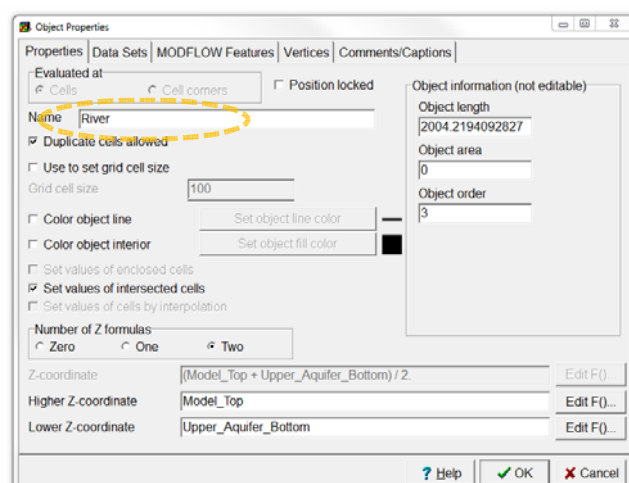 Object Properties
Properties Data Sets MODFLOW Features Vertices Comments/Captions
Evaluated at
Cells Cell corners
Position locked
Name River
Duplicate cells allowed
Use to set grid cell size
Grid cell size 100
Color object line Set object line color
Color object interior Set object fill color
Set values of enclosed cells
Set values of intersected cells
Set values of cells by interpolation
Number of Z formulas
Zero One Two
Object information (not editable)
Object length
2004.2194092827
Object area
0
Object order
3
Z-coordinate (Model_Top + Upper_Aquifer_Bottom) / 2. Edit F()...
Higher Z-coordinate Model_Top Edit F()...
Lower Z-coordinate Upper_Aquifer_Bottom Edit F()...
? Help OK Cancel